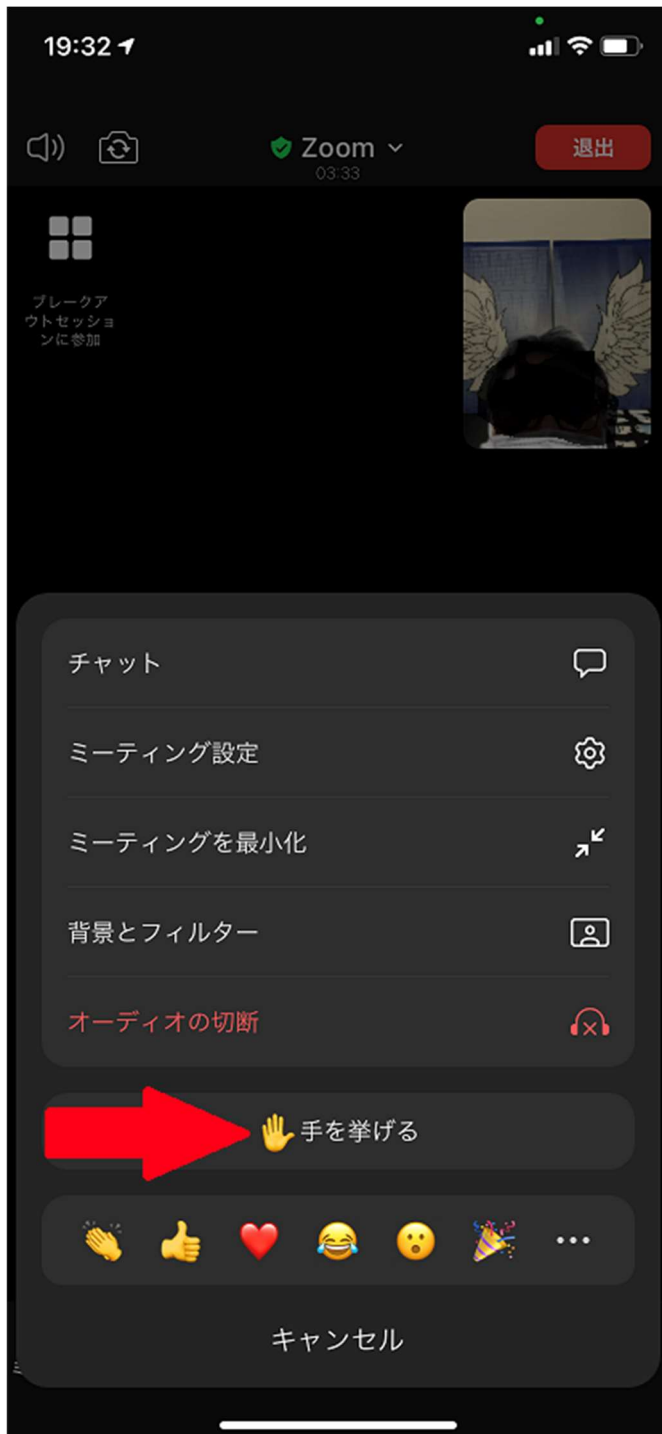 19:32
Zoom
退出
03:33
ブレークア
ウトセッショ
ンに参加
チャット
ミーティング設定
ミーティングを最小化
背景とフィルター
オーディオの切断
手を挙げる
キャンセル